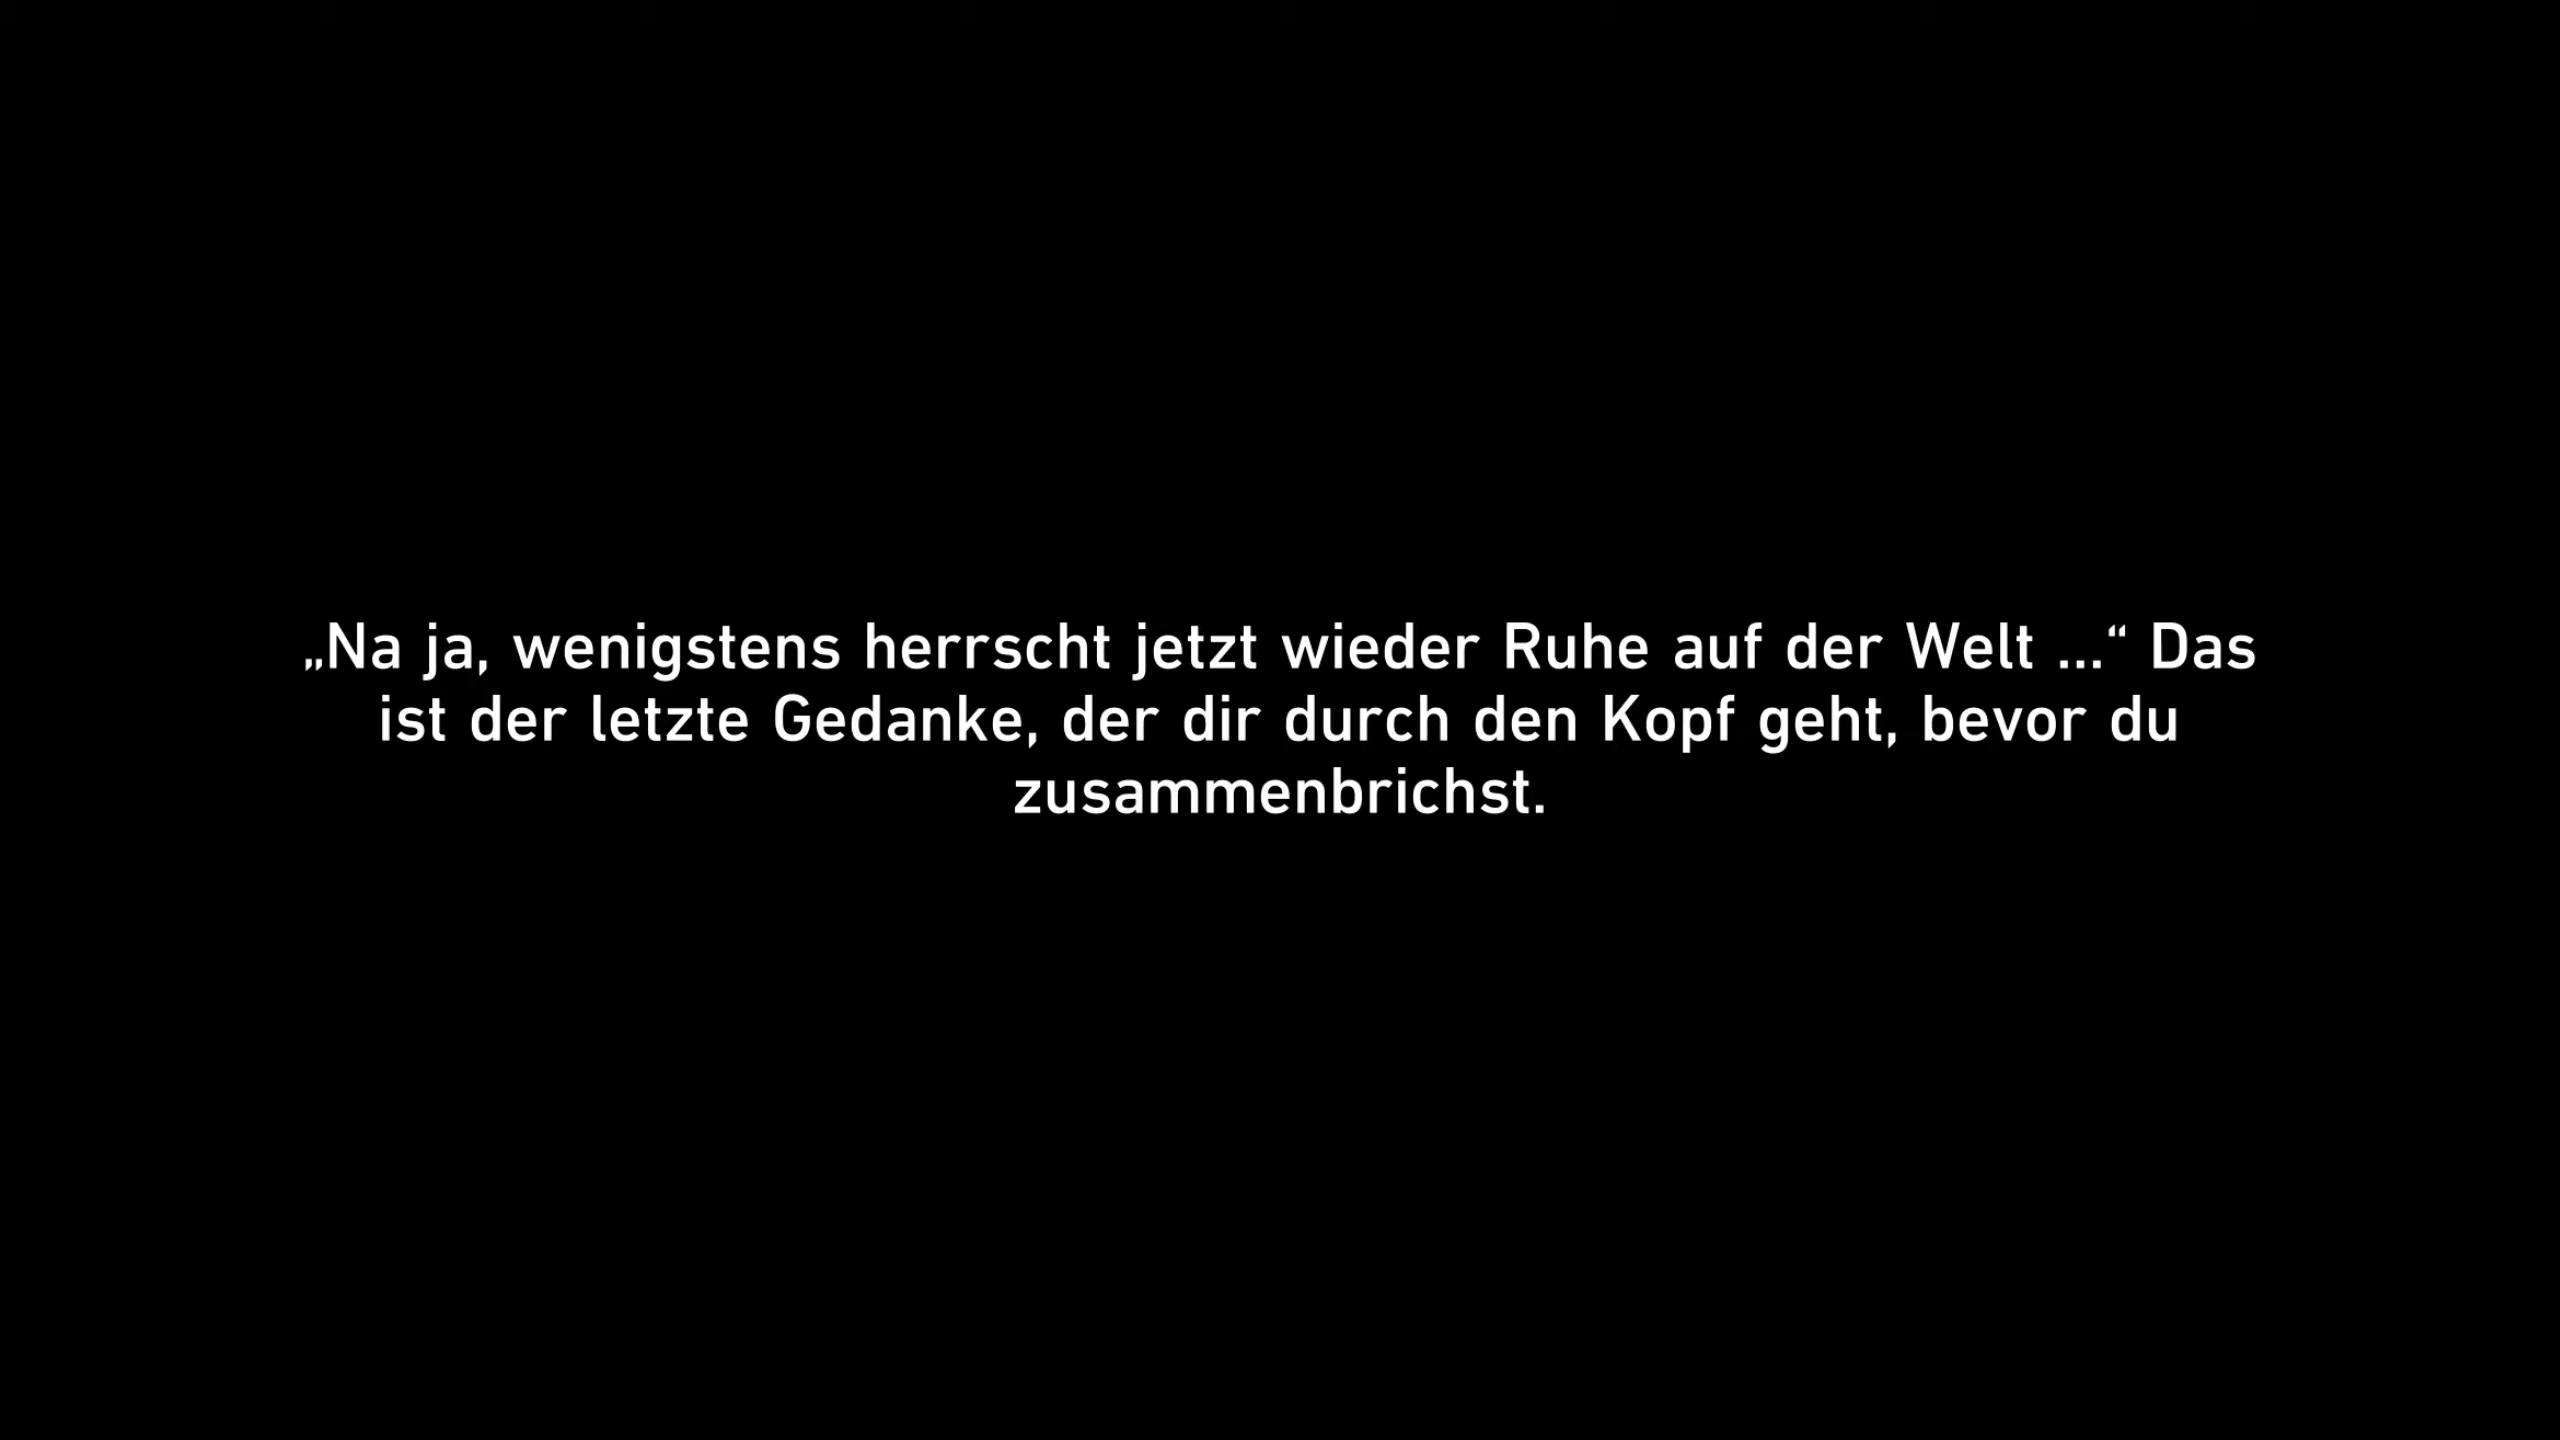 „Na ja, wenigstens herrscht jetzt wieder Ruhe auf der Welt ...“ Das
ist der letzte Gedanke, der dir durch den Kopf geht, bevor du
zusammenbrichst.